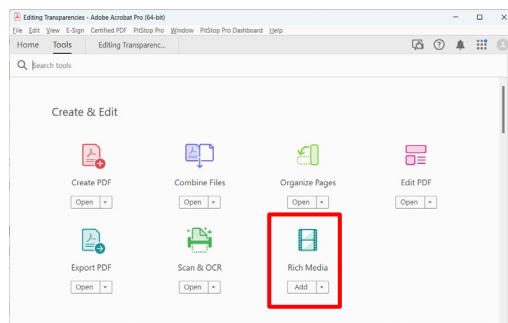 Editing Transparencies - Adobe Acrobat Pro (64-bit)
File Edit View E-Sign Certified PDF PitStop Pro Window PitStop Pro Dashboard Help
Home Tools Editing Transparenc...
Search tools
Create & Edit
Create PDF Combine Files Organize Pages Edit PDF
Open Open Open Open
Export PDF Scan & OCR Rich Media
Open Open Add